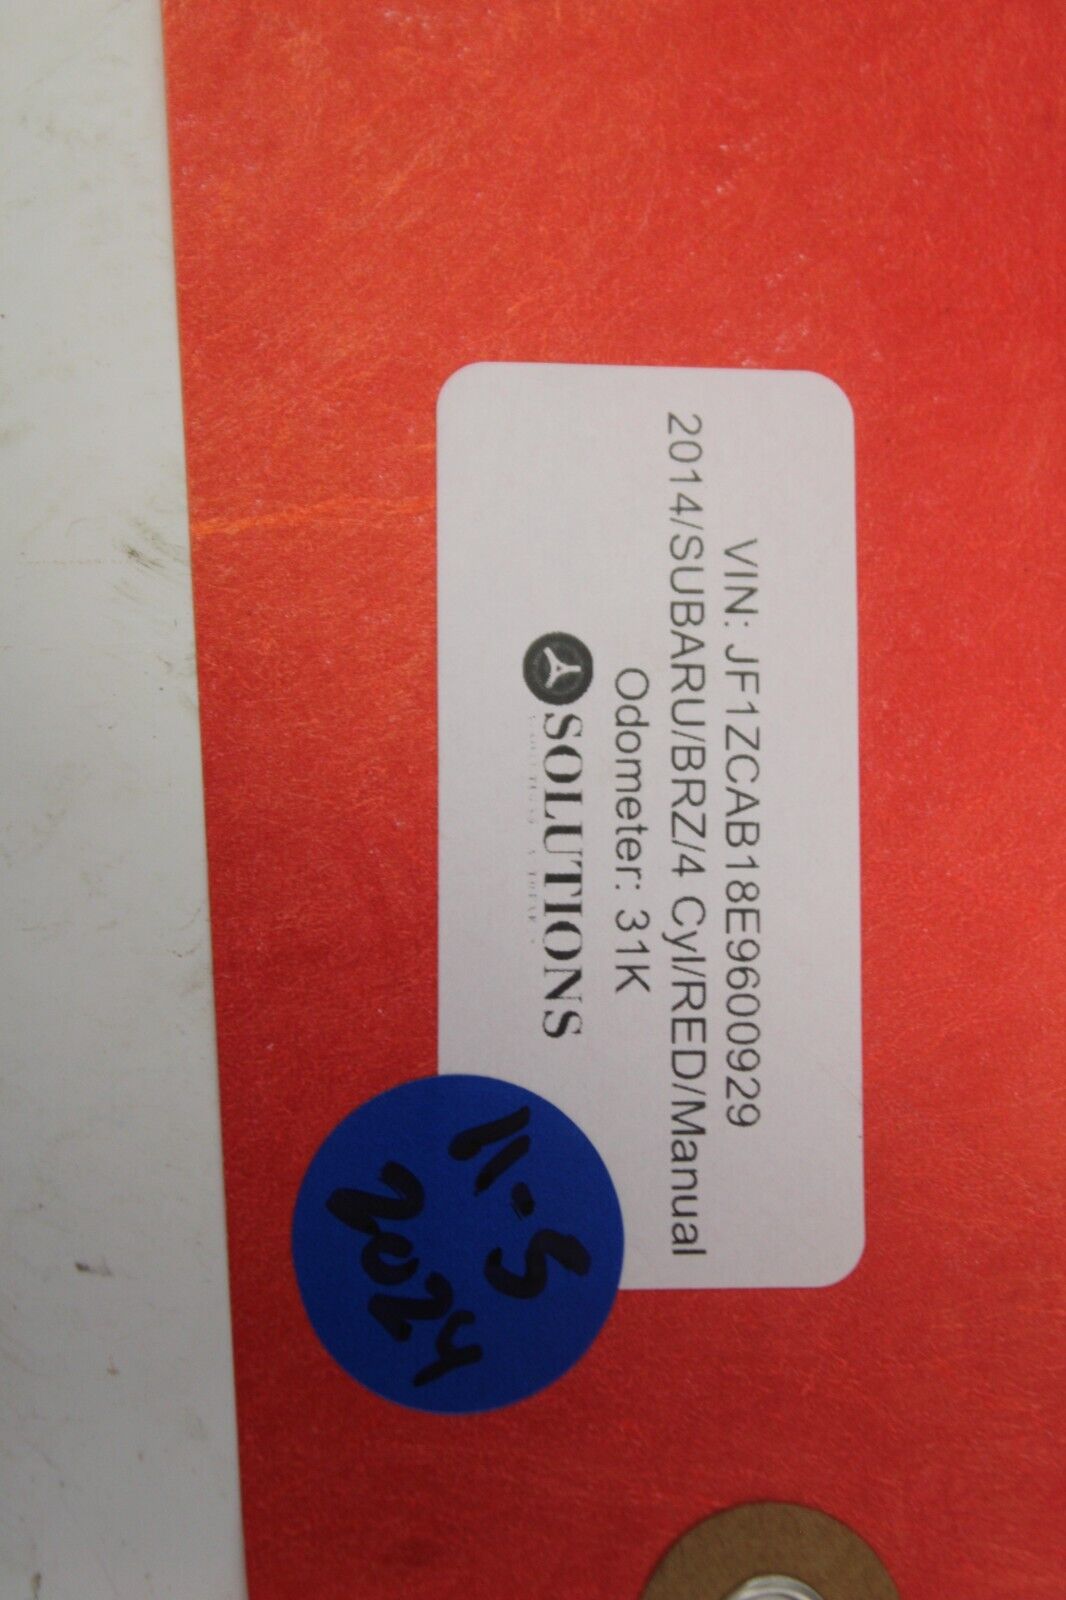 VIN: JF1ZCAB18E9600929
2014/SUBARU/BRZ/4 Cyl/RED/Manual
Odometer: 31K
SOLUTIONS
11-5
2024